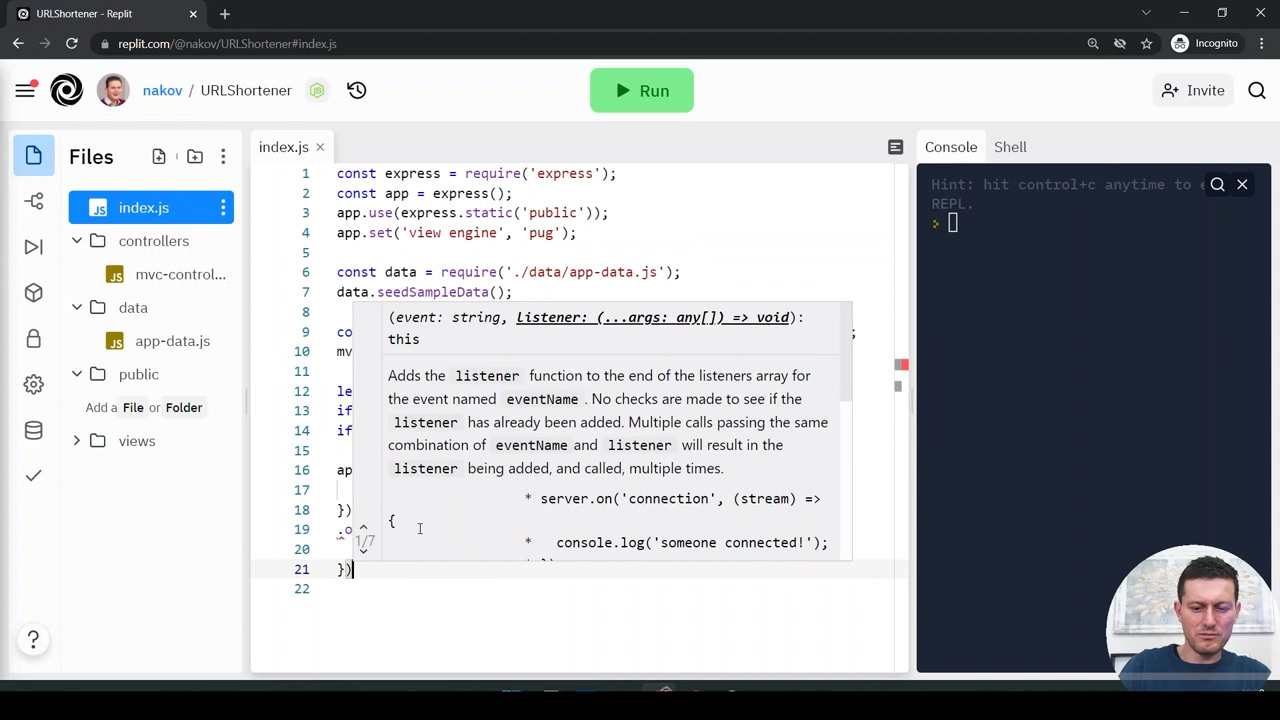 URLShortener - Replit
replit.com/@nakov/URLShortener#index.js
Incognito
nakov / URLShortener
Run
Invite
Files
index.js
controllers
mvc-control...
data
app-data.js
public
Add a File or Folder
views
index.js
1 const express = require('express');
2 const app = express();
3 app.use(express.static('public'));
4 app.set('view engine', 'pug');
5
6 const data = require('./data/app-data.js');
7 data.seedSampleData();
8
9 co ;
10 mv
11
12 le
13 if
14 if
15
16 ap
17
18 })
19 .o
20
21 })
22
(event: string, listener: (...args: any[]) => void):
this
Adds the listener function to the end of the listeners array for
the event named eventName . No checks are made to see if the
listener has already been added. Multiple calls passing the same
combination of eventName and listener will result in the
listener being added, and called, multiple times.
* server.on('connection', (stream) =>
{
* console.log('someone connected!');
1/7
Console
Shell
Hint: hit control+c anytime to e
REPL.
>
?